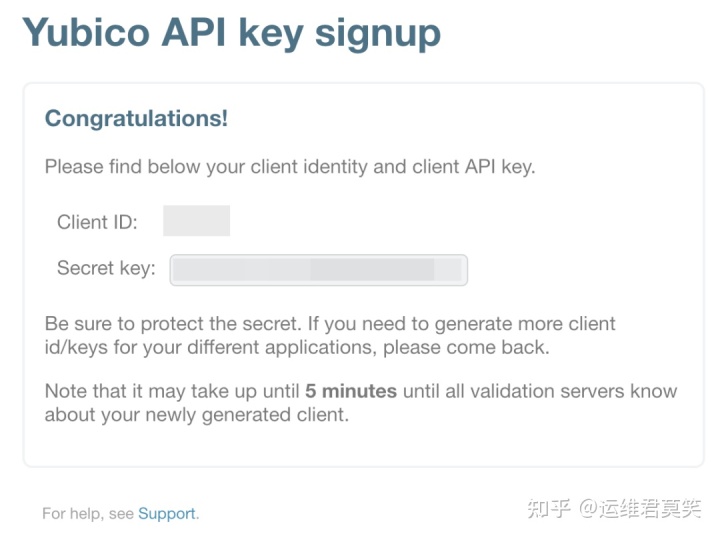 Yubico API key signup
Congratulations!
Please find below your client identity and client API key.
Client ID:
Secret key:
Be sure to protect the secret. If you need to generate more client
id/keys for your different applications, please come back.
Note that it may take up until 5 minutes until all validation servers know
about your newly generated client.
For help, see Support.
知乎 @运维君莫笑